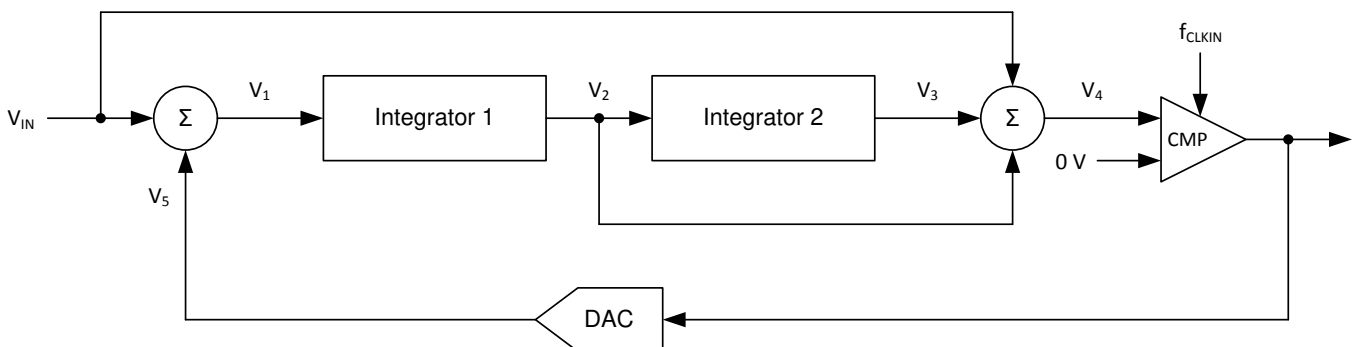 f_CLKIN
V_IN
Σ
V_1
Integrator 1
V_2
Integrator 2
V_3
Σ
V_4
CMP
0 V
V_5
DAC